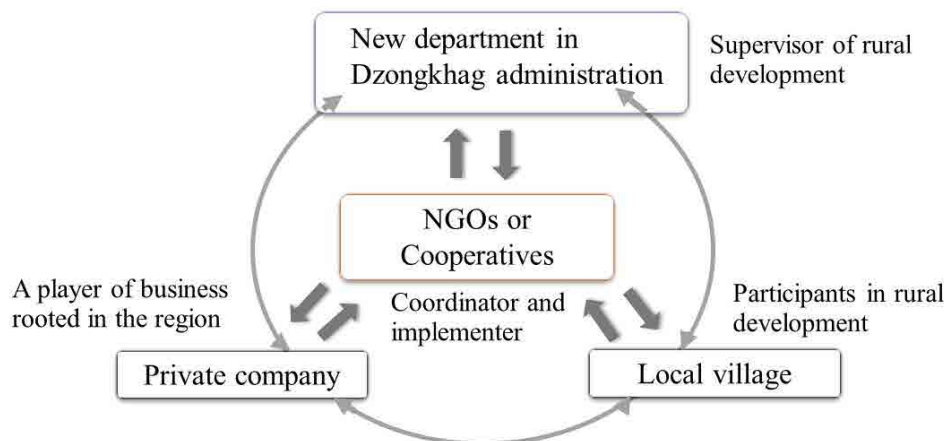 New department in
Dzongkhag administration
Supervisor of rural
development
NGOs or
Cooperatives
A player of business
rooted in the region
Coordinator and
implementer
Participants in rural
development
Private company
Local village